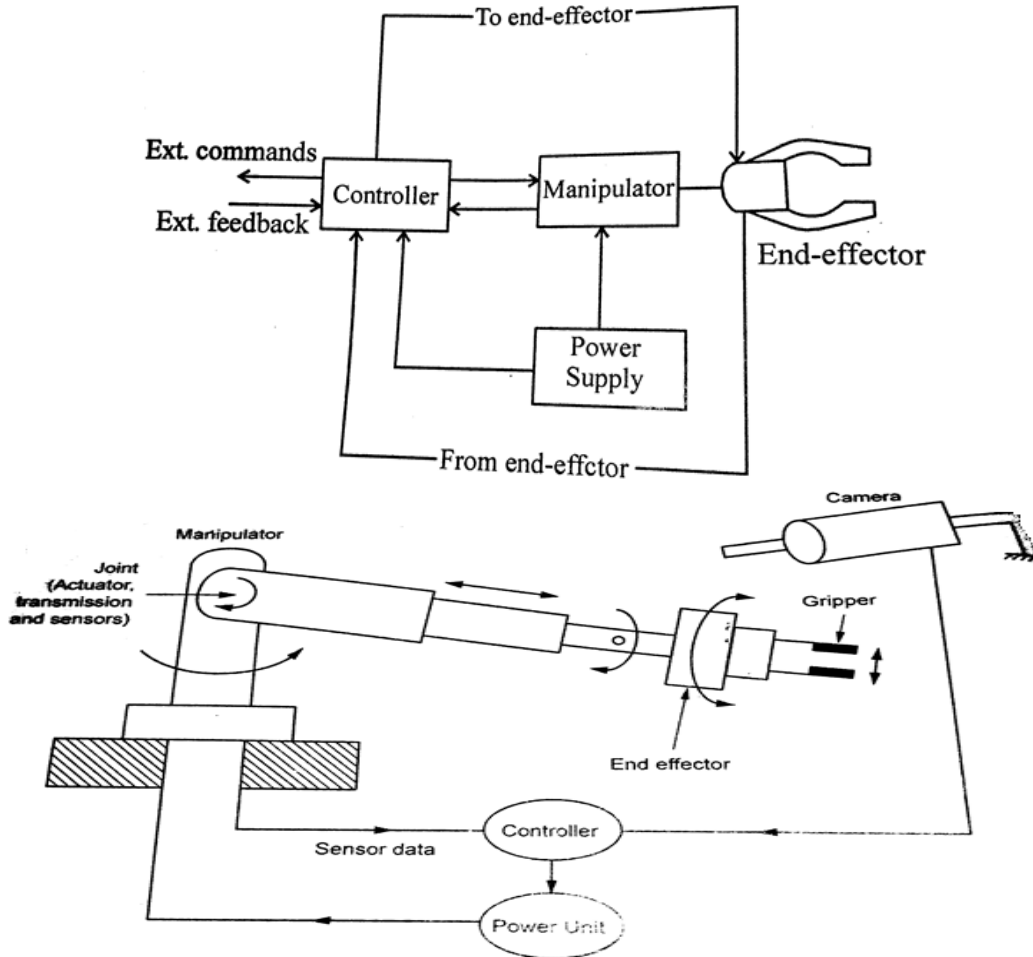 To end-effector
Ext. commands
Controller
Manipulator
Ext. feedback
End-effector
Power
Supply
From end-effctor
Camera
Manipulator
Joint
(Actuator,
transmission
and sensors)
Gripper
End effector
Controller
Sensor data
Power Unit